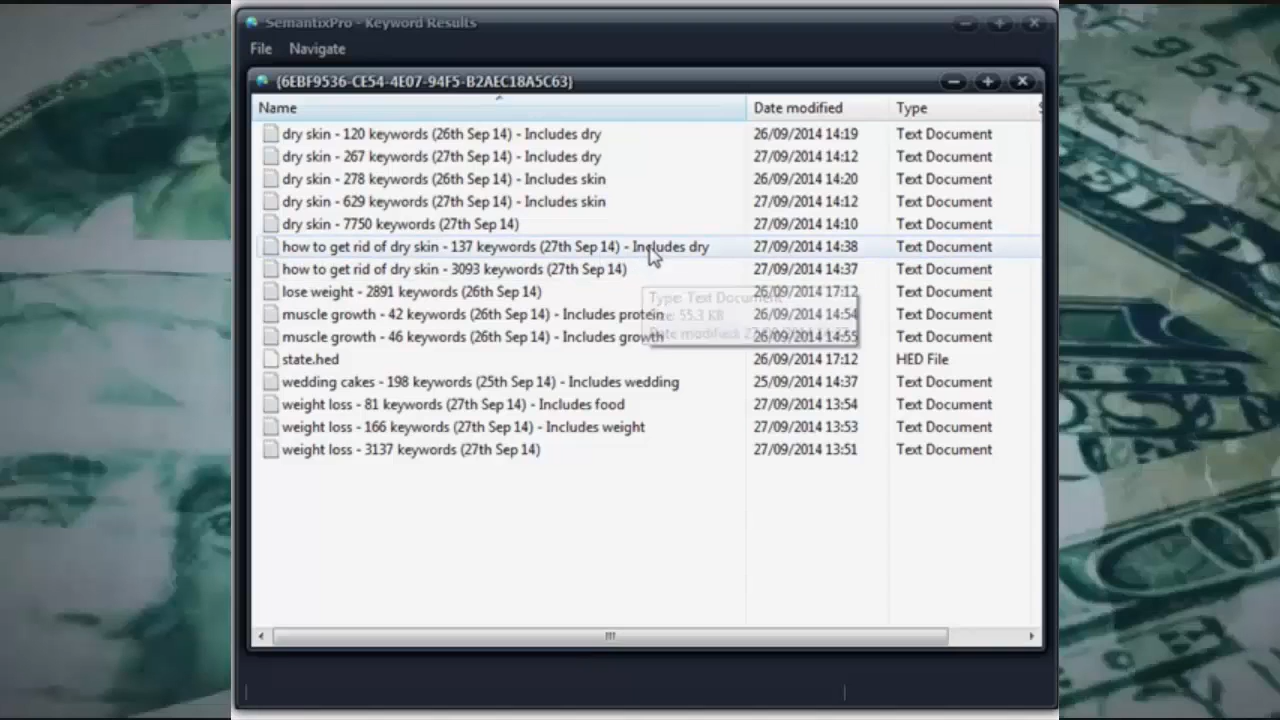 SemantixPro - Keyword Results
File Navigate
{6EBF9536-CE54-4E07-94F5-B2AEC18A5C63}
Name Date modified Type
dry skin - 120 keywords (26th Sep 14) - Includes dry 26/09/2014 14:19 Text Document
dry skin - 267 keywords (27th Sep 14) - Includes dry 27/09/2014 14:12 Text Document
dry skin - 278 keywords (26th Sep 14) - Includes skin 26/09/2014 14:20 Text Document
dry skin - 629 keywords (27th Sep 14) - Includes skin 27/09/2014 14:12 Text Document
dry skin - 7750 keywords (27th Sep 14) 27/09/2014 14:10 Text Document
how to get rid of dry skin - 137 keywords (27th Sep 14) - Includes dry 27/09/2014 14:38 Text Document
how to get rid of dry skin - 3093 keywords (27th Sep 14) 27/09/2014 14:37 Text Document
lose weight - 2891 keywords (26th Sep 14) 26/09/2014 17:12 Text Document
Type: Text Document
muscle growth - 42 keywords (26th Sep 14) - Includes protein 26/09/2014 14:54 Text Document
55.3 KB
muscle growth - 46 keywords (26th Sep 14) - Includes growth 26/09/2014 14:55 Text Document
Date modified:
state.hed 26/09/2014 17:12 HED File
wedding cakes - 198 keywords (25th Sep 14) - Includes wedding 25/09/2014 14:37 Text Document
weight loss - 81 keywords (27th Sep 14) - Includes food 27/09/2014 13:54 Text Document
weight loss - 166 keywords (27th Sep 14) - Includes weight 27/09/2014 13:53 Text Document
weight loss - 3137 keywords (27th Sep 14) 27/09/2014 13:51 Text Document